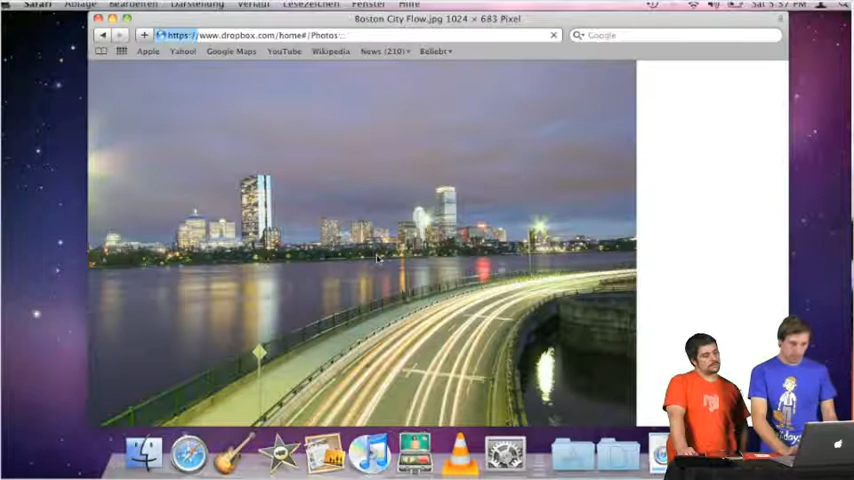 Safari Ablage Bearbeiten Darstellung Verlauf Lesezeichen Fenster Hilfe Sat 5:37 PM
Boston City Flow.jpg 1024 × 683 Pixel
https://www.dropbox.com/home#/Photos:::
Google
Apple Yahoo! Google Maps YouTube Wikipedia News (210) Beliebt